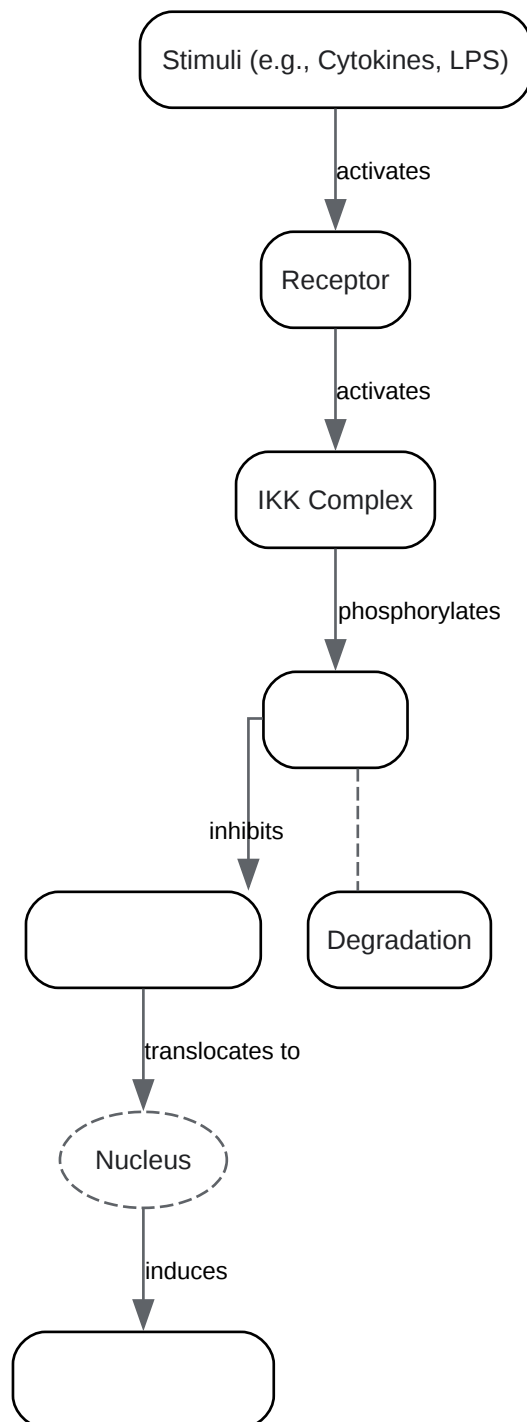 Stimuli (e.g., Cytokines, LPS)
activates
Receptor
activates
IKK Complex
phosphorylates
inhibits
Degradation
translocates to
Nucleus
induces